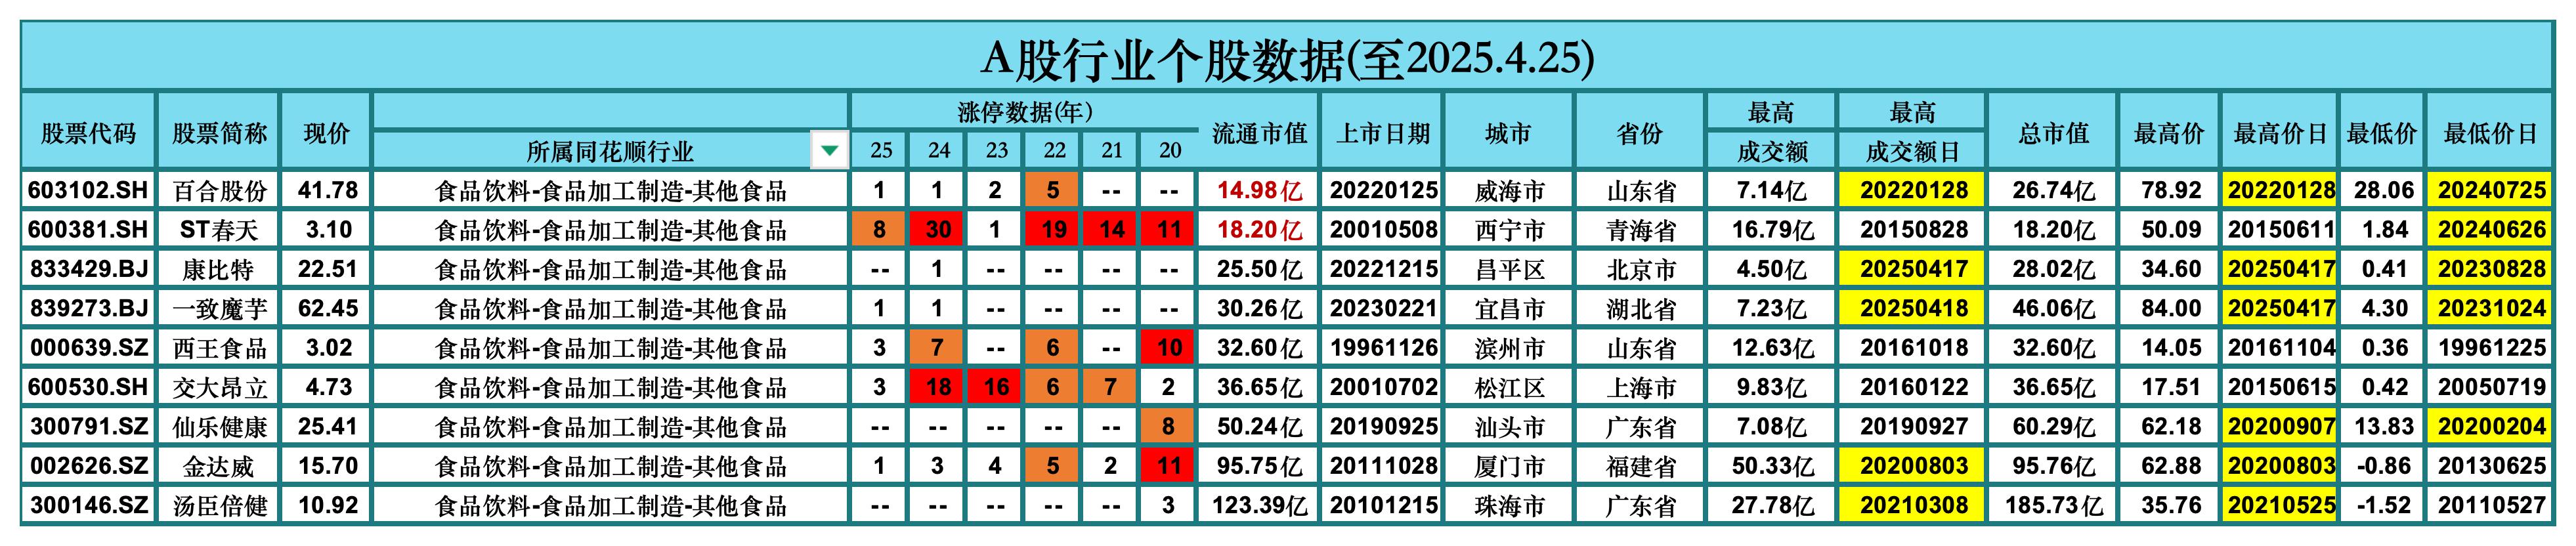 A股行业个股数据(至2025.4.25)
股票代码 股票简称 现价 所属同花顺行业 涨停数据(年) 流通市值 上市日期 城市 省份 最高 最高 总市值 最高价 最高价日 最低价 最低价日
25 24 23 22 21 20 成交额 成交额日
603102.SH 百合股份 41.78 食品饮料-食品加工制造-其他食品 1 1 2 5 -- -- 14.98亿 20220125 威海市 山东省 7.14亿 20220128 26.74亿 78.92 20220128 28.06 20240725
600381.SH ST春天 3.10 食品饮料-食品加工制造-其他食品 8 30 1 19 14 11 18.20亿 20010508 西宁市 青海省 16.79亿 20150828 18.20亿 50.09 20150611 1.84 20240626
833429.BJ 康比特 22.51 食品饮料-食品加工制造-其他食品 -- 1 -- -- -- -- 25.50亿 20221215 昌平区 北京市 4.50亿 20250417 28.02亿 34.60 20250417 0.41 20230828
839273.BJ 一致魔芋 62.45 食品饮料-食品加工制造-其他食品 1 1 -- -- -- -- 30.26亿 20230221 宜昌市 湖北省 7.23亿 20250418 46.06亿 84.00 20250417 4.30 20231024
000639.SZ 西王食品 3.02 食品饮料-食品加工制造-其他食品 3 7 -- 6 -- 10 32.60亿 19961126 滨州市 山东省 12.63亿 20161018 32.60亿 14.05 20161104 0.36 19961225
600530.SH 交大昂立 4.73 食品饮料-食品加工制造-其他食品 3 18 16 6 7 2 36.65亿 20010702 松江区 上海市 9.83亿 20160122 36.65亿 17.51 20150615 0.42 20050719
300791.SZ 仙乐健康 25.41 食品饮料-食品加工制造-其他食品 -- -- -- -- -- 8 50.24亿 20190925 汕头市 广东省 7.08亿 20190927 60.29亿 62.18 20200907 13.83 20200204
002626.SZ 金达威 15.70 食品饮料-食品加工制造-其他食品 1 3 4 5 2 11 95.75亿 20111028 厦门市 福建省 50.33亿 20200803 95.76亿 62.88 20200803 -0.86 20130625
300146.SZ 汤臣倍健 10.92 食品饮料-食品加工制造-其他食品 -- -- -- -- -- 3 123.39亿 20101215 珠海市 广东省 27.78亿 20210308 185.73亿 35.76 20210525 -1.52 20110527